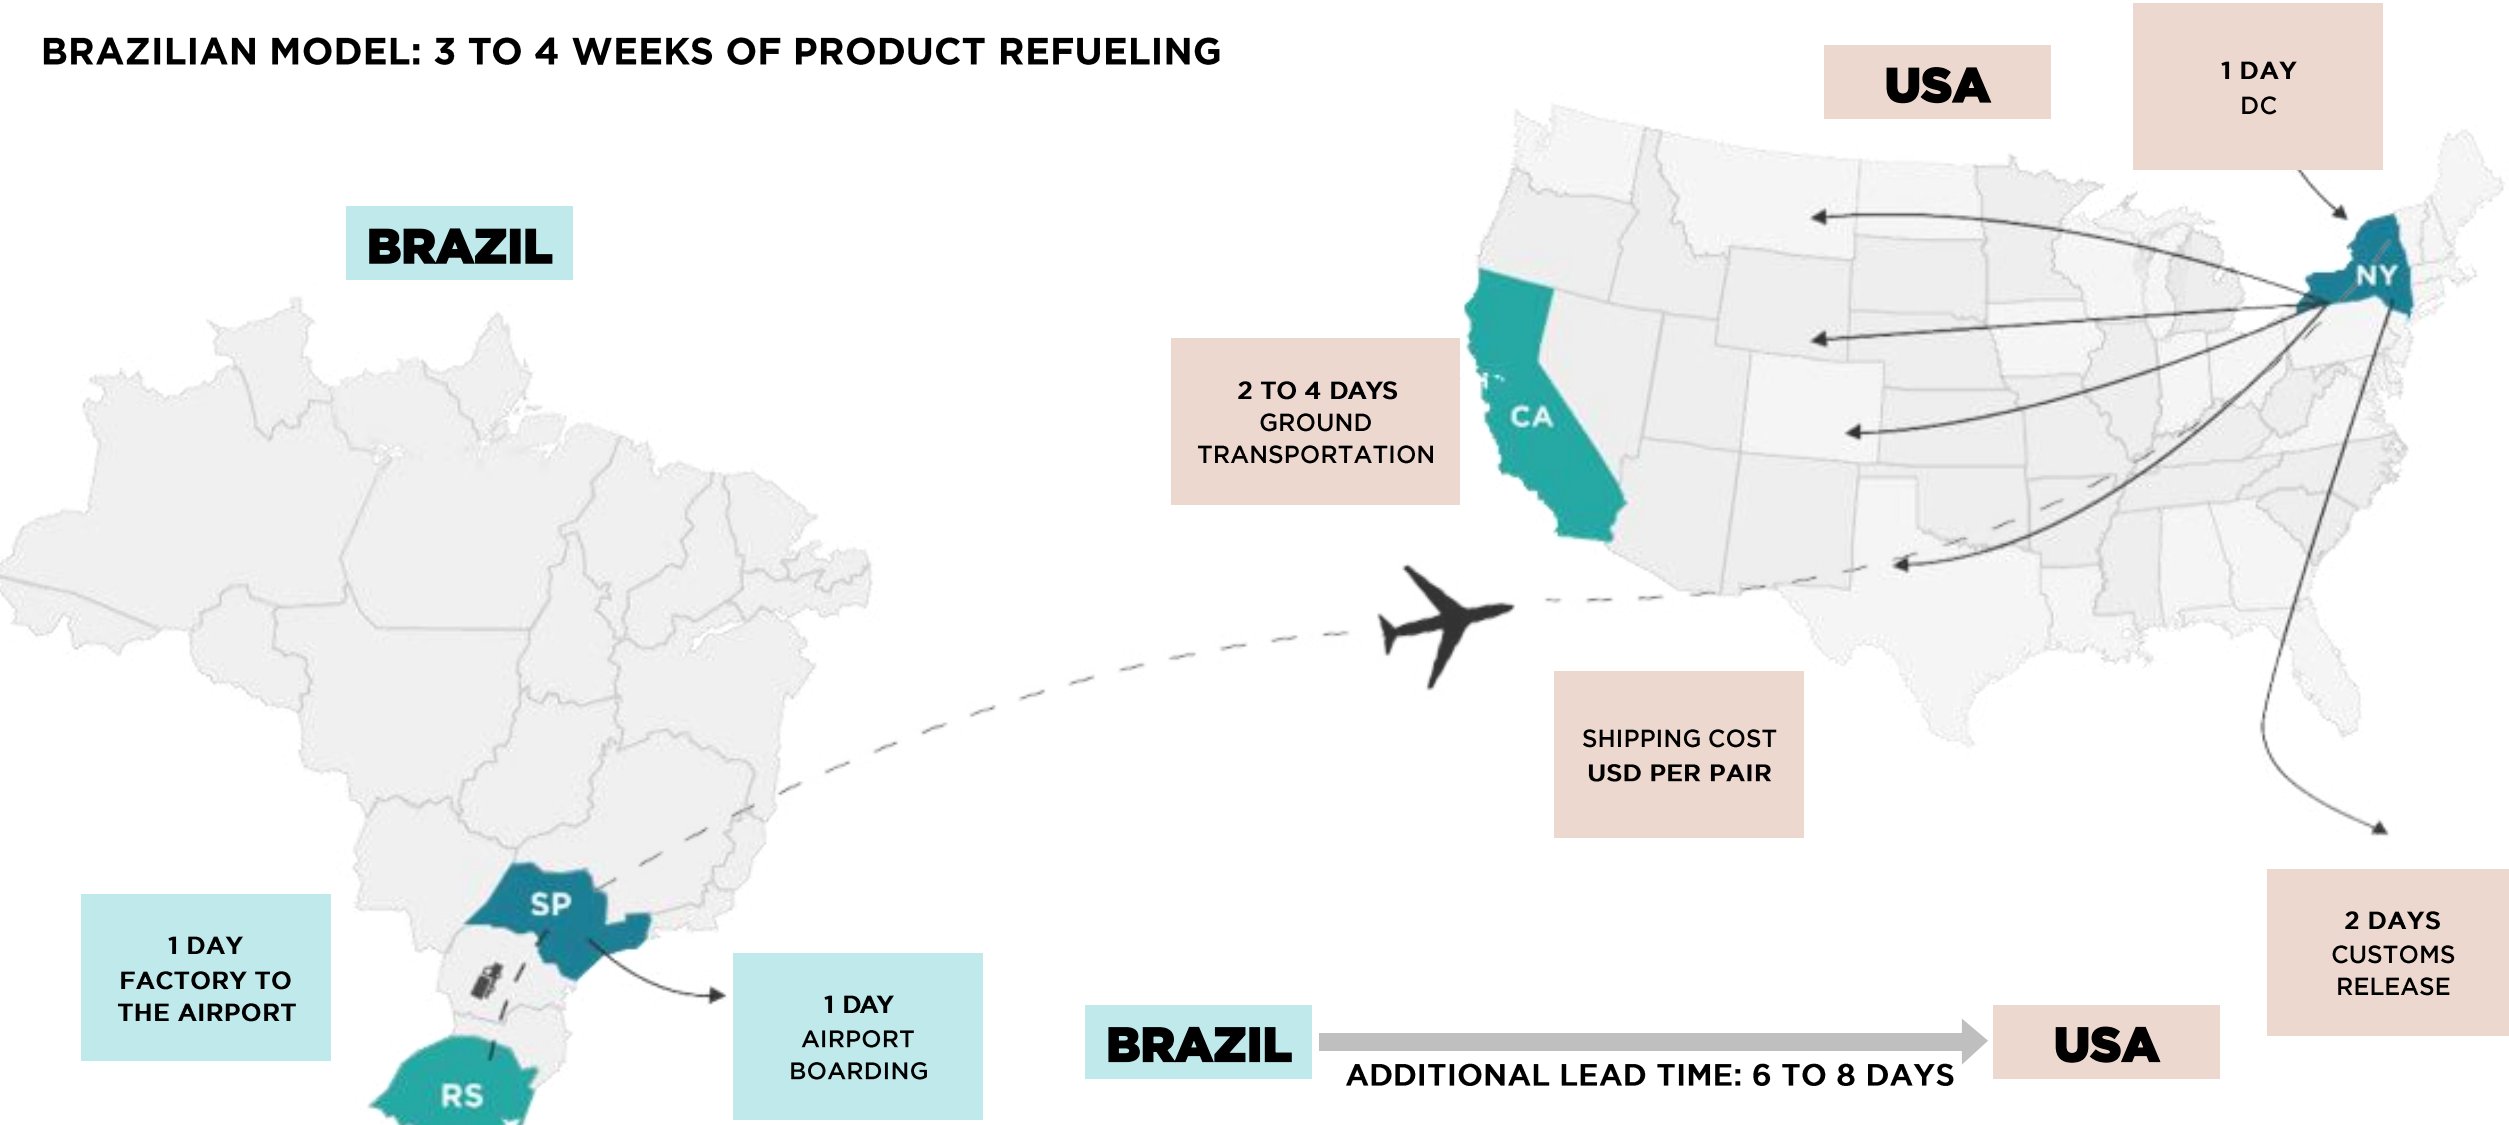 BRAZILIAN MODEL: 3 TO 4 WEEKS OF PRODUCT REFUELING
USA
1 DAY
DC
BRAZIL
NY
2 TO 4 DAYS
GROUND
TRANSPORTATION
CA
SHIPPING COST
USD PER PAIR
SP
1 DAY
FACTORY TO
THE AIRPORT
1 DAY
AIRPORT
BOARDING
2 DAYS
CUSTOMS
RELEASE
BRAZIL
USA
ADDITIONAL LEAD TIME: 6 TO 8 DAYS
RS